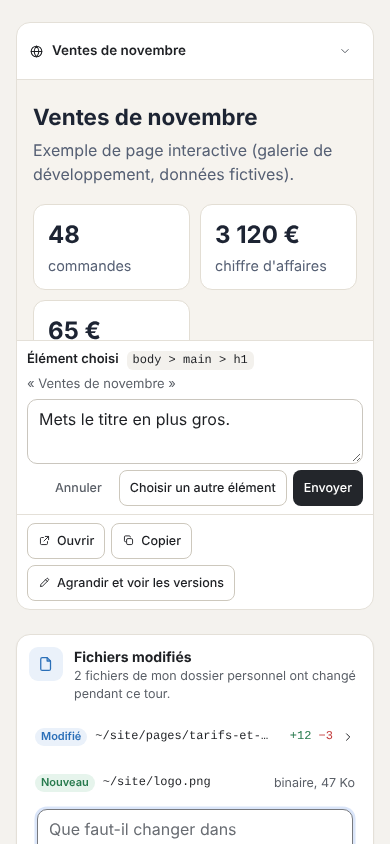 Ventes de novembre
Ventes de novembre
Exemple de page interactive (galerie de
développement, données fictives).
48
commandes
3 120 €
chiffre d'affaires
65 €
Élément choisi body > main > h1
« Ventes de novembre »
Mets le titre en plus gros.
Annuler Choisir un autre élément Envoyer
Ouvrir Copier
Agrandir et voir les versions
Fichiers modifiés
2 fichiers de mon dossier personnel ont changé
pendant ce tour.
Modifié ~/site/pages/tarifs-et-… +12 −3
Nouveau ~/site/logo.png binaire, 47 Ko
Que faut-il changer dans